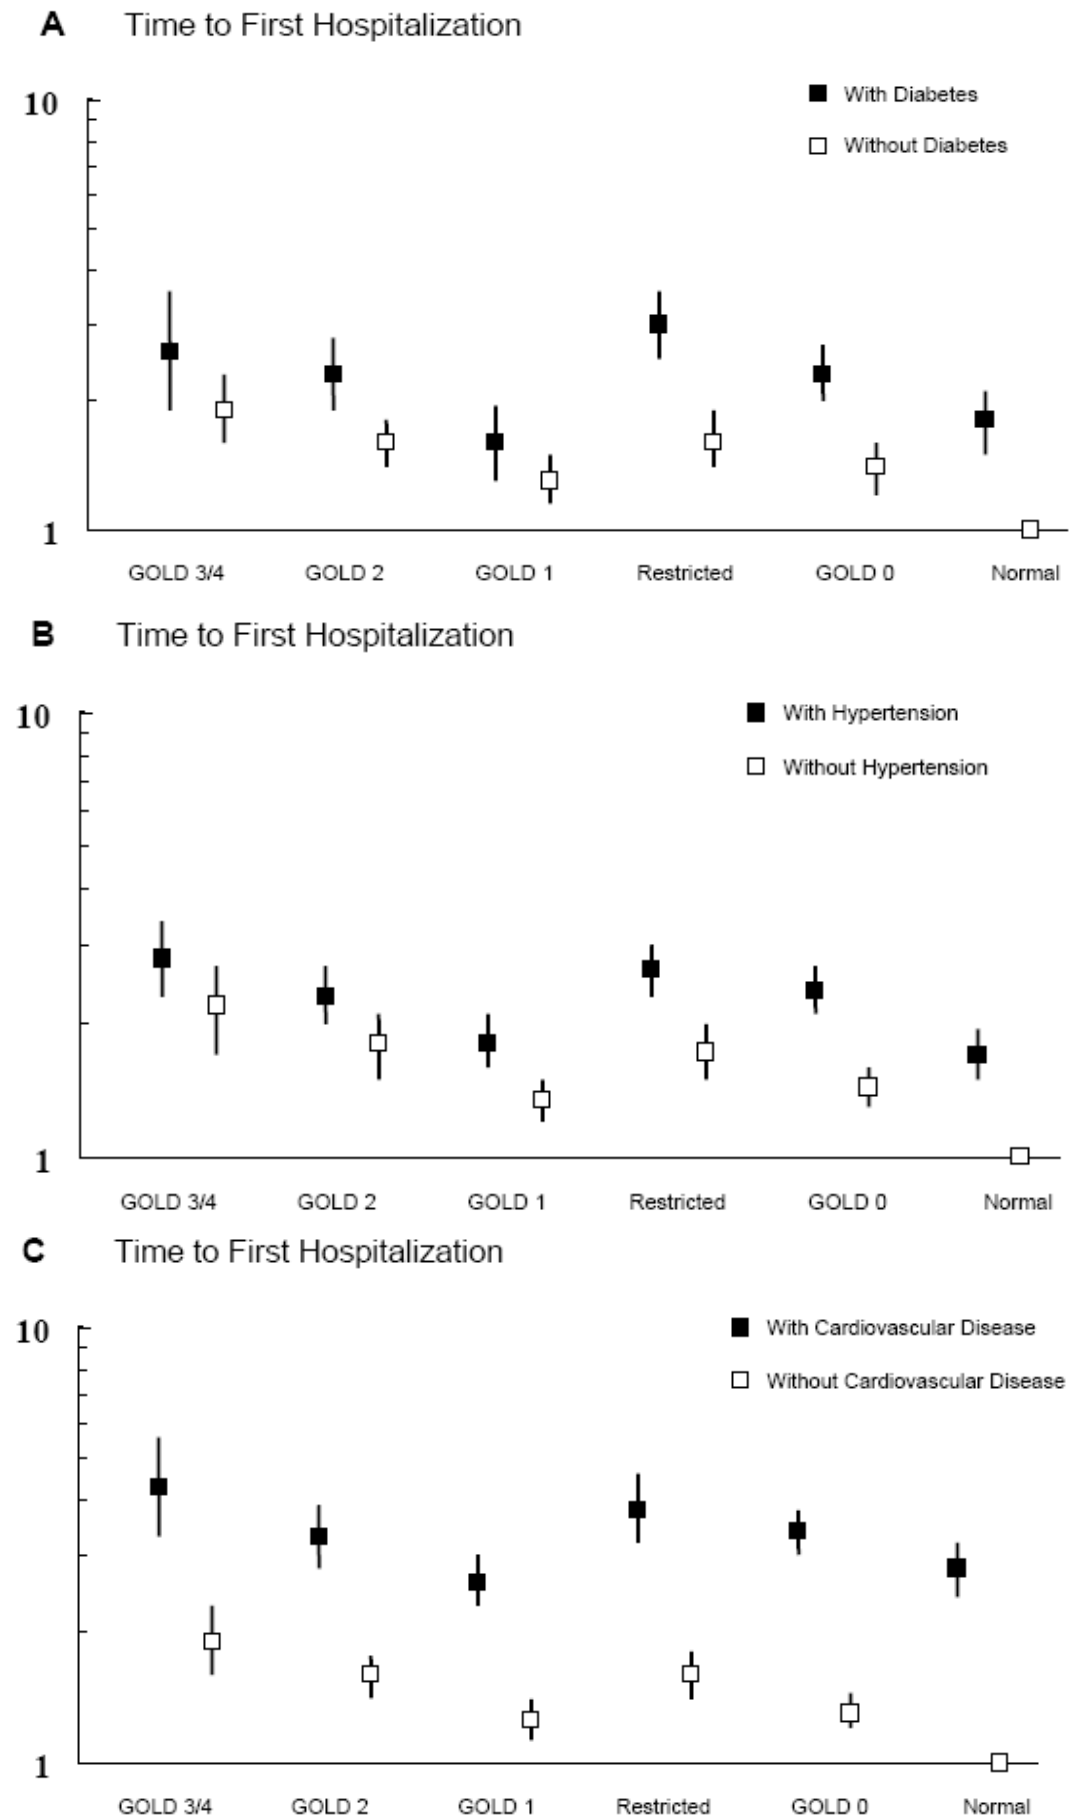 A Time to First Hospitalization
10
With Diabetes
Without Diabetes
1
GOLD 3/4 GOLD 2 GOLD 1 Restricted GOLD 0 Normal
B Time to First Hospitalization
10
With Hypertension
Without Hypertension
1
GOLD 3/4 GOLD 2 GOLD 1 Restricted GOLD 0 Normal
C Time to First Hospitalization
10
With Cardiovascular Disease
Without Cardiovascular Disease
1
GOLD 3/4 GOLD 2 GOLD 1 Restricted GOLD 0 Normal